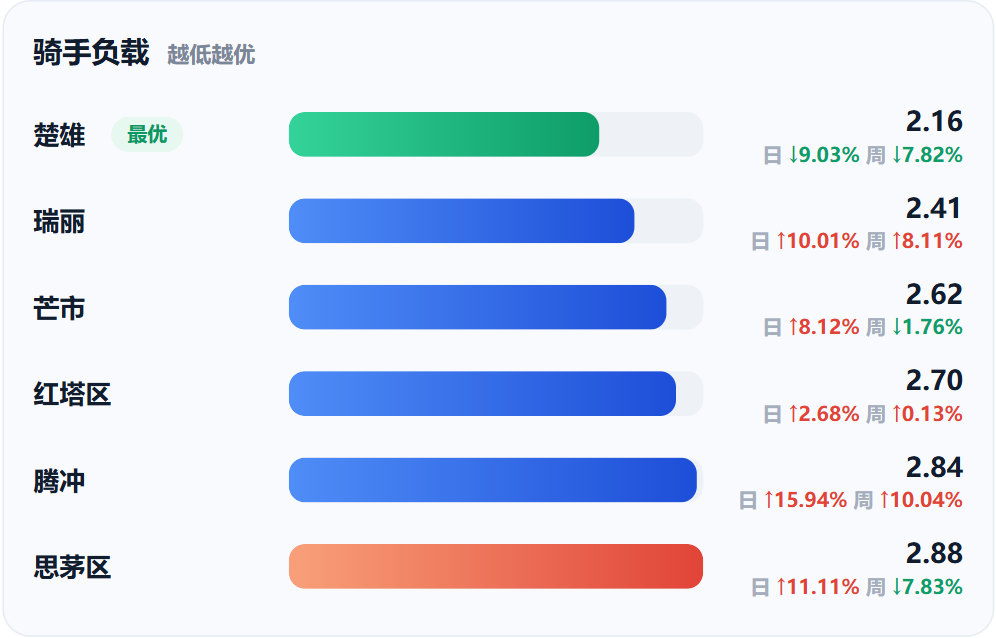 骑手负载 越低越优
楚雄 最优 2.16
日 ↓9.03% 周 ↓7.82%
瑞丽 2.41
日 ↑10.01% 周 ↑8.11%
芒市 2.62
日 ↑8.12% 周 ↓1.76%
红塔区 2.70
日 ↑2.68% 周 ↑0.13%
腾冲 2.84
日 ↑15.94% 周 ↑10.04%
思茅区 2.88
日 ↑11.11% 周 ↓7.83%